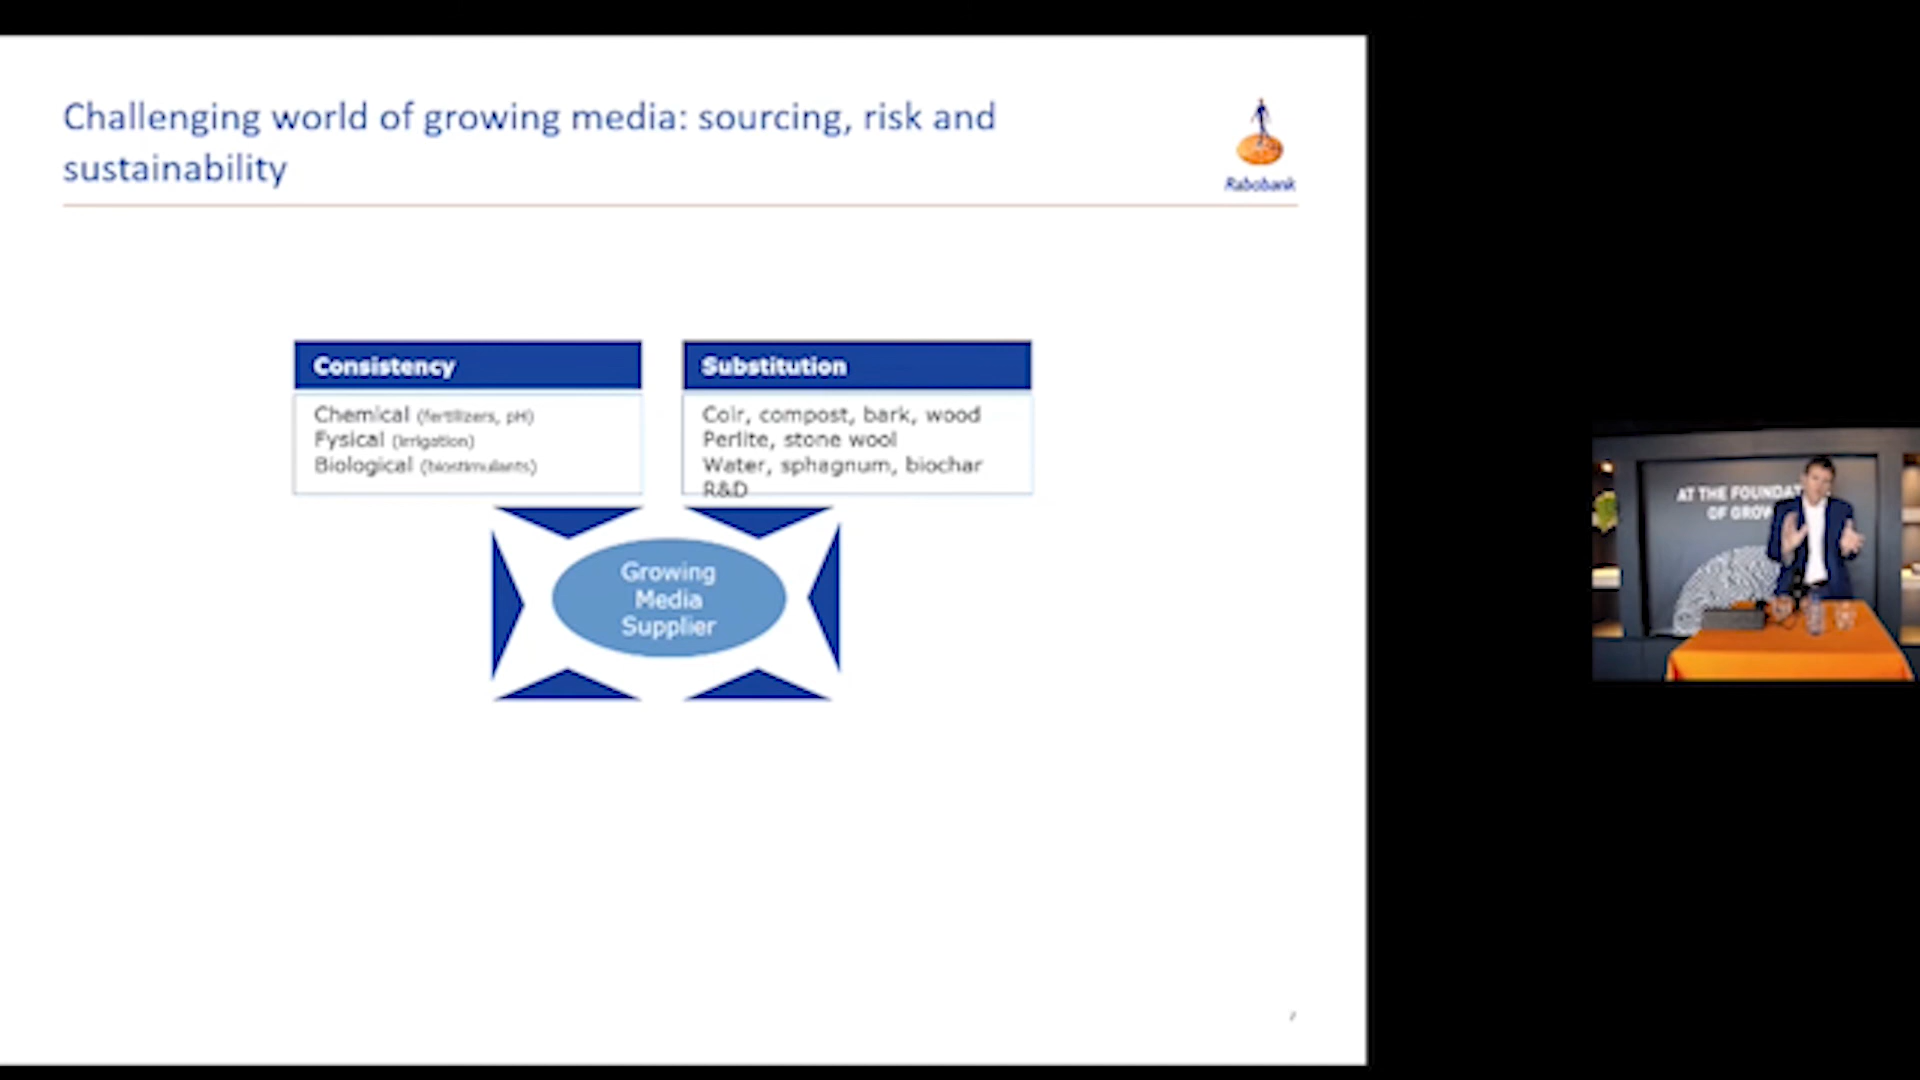 Challenging world of growing media: sourcing, risk and
sustainability
Rabobank
Consistency
Chemical (fertilizers, pH)
Fysical (irrigation)
Biological (biostimulants)
Substitution
Coir, compost, bark, wood
Perlite, stone wool
Water, sphagnum, biochar
R&D
Growing
Media
Supplier
AT THE FOUNDAT
OF GROW